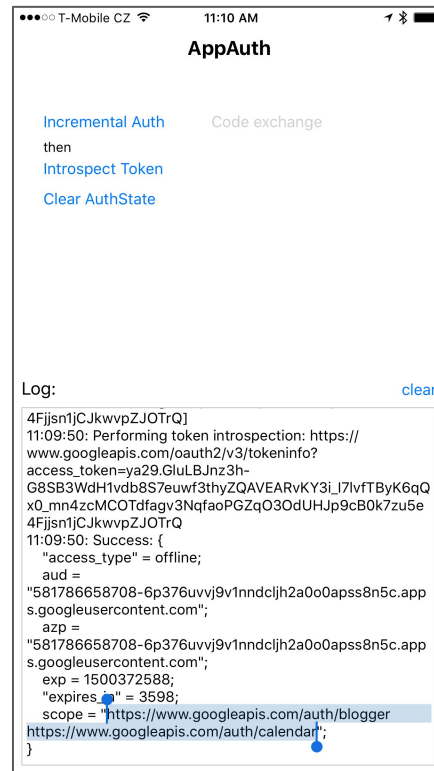 T-Mobile CZ 11:10 AM
AppAuth
Incremental Auth Code exchange
then
Introspect Token
Clear AuthState
Log: clear
4Fjjsn1jCJkwvpZJOTrQ]
11:09:50: Performing token introspection: https://
www.googleapis.com/oauth2/v3/tokeninfo?
access_token=ya29.GluLBJnz3h-
G8SB3WdH1vdb8S7euwf3thyZQAVEARvKY3i_l7lvfTByK6qQ
x0_mn4zcMCOTdfagv3NqfaoPGZqO3OdUHJp9cB0k7zu5e
4Fjjsn1jCJkwvpZJOTrQ
11:09:50: Success: {
"access_type" = offline;
aud =
"581786658708-6p376uvvj9v1nndcljh2a0o0apss8n5c.app
s.googleusercontent.com";
azp =
"581786658708-6p376uvvj9v1nndcljh2a0o0apss8n5c.app
s.googleusercontent.com";
exp = 1500372588;
"expires_in" = 3598;
scope = "https://www.googleapis.com/auth/blogger
https://www.googleapis.com/auth/calendar";
}